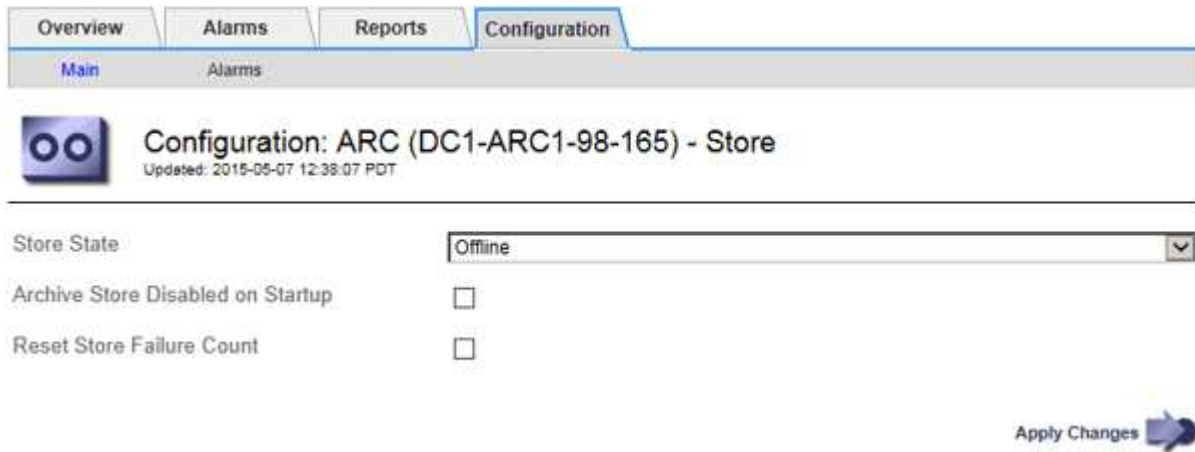 Overview Alarms Reports Configuration
Main Alarms
Configuration: ARC (DC1-ARC1-98-165) - Store
Updated: 2015-05-07 12:38:07 PDT
Store State Offline
Archive Store Disabled on Startup
Reset Store Failure Count
Apply Changes